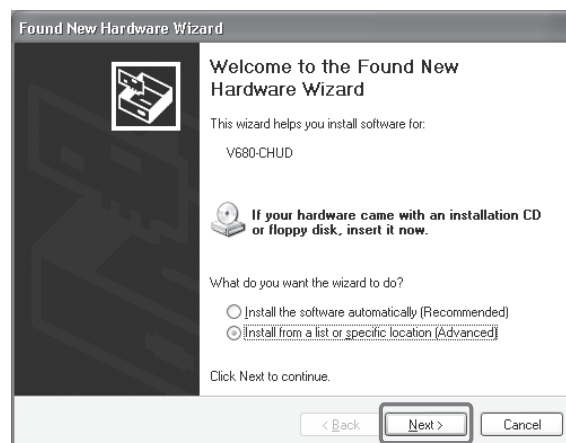 Found New Hardware Wizard
Welcome to the Found New
Hardware Wizard
This wizard helps you install software for:
V680-CHUD
If your hardware came with an installation CD
or floppy disk, insert it now.
What do you want the wizard to do?
Install the software automatically (Recommended)
Install from a list or specific location (Advanced)
Click Next to continue.
< Back
Next >
Cancel